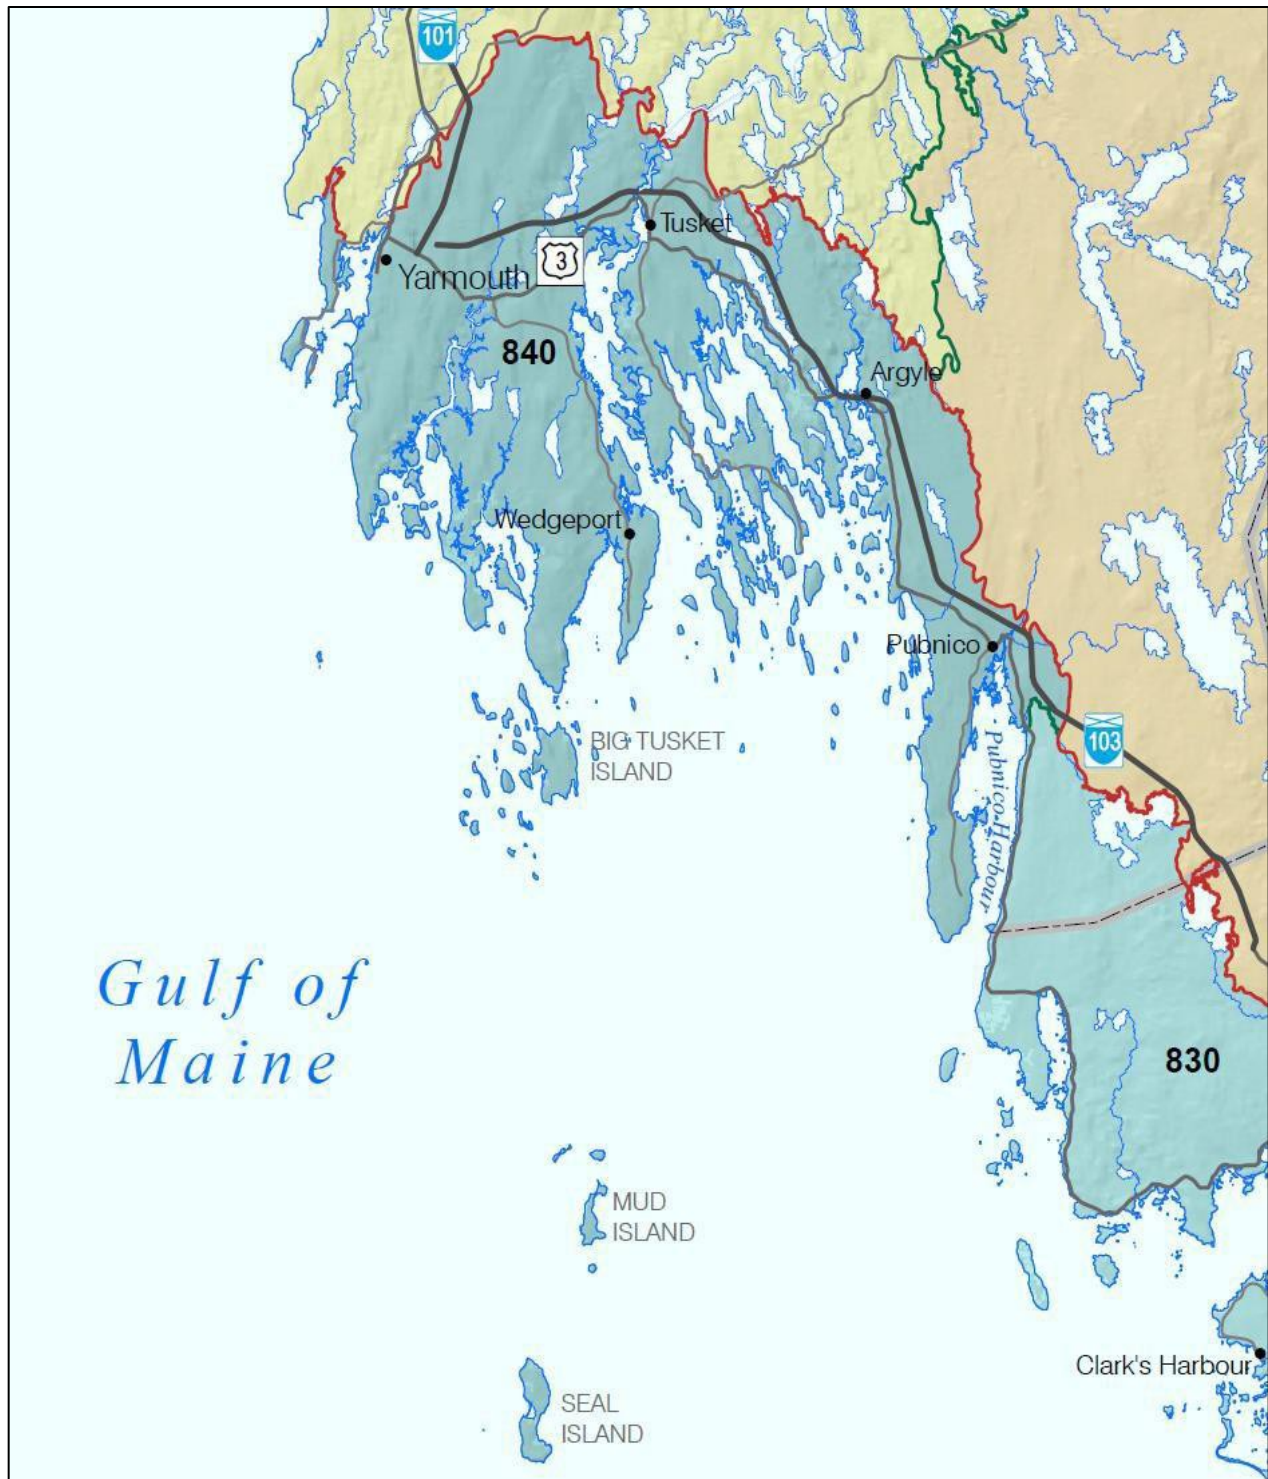 101
Tusket
3
Yarmouth
840
Argyle
Wedgeport
Pubnico
103
BIG TUSKET
ISLAND
Pubnico Harbour
Gulf of
Maine
830
MUD
ISLAND
Clark's Harbour
SEAL
ISLAND